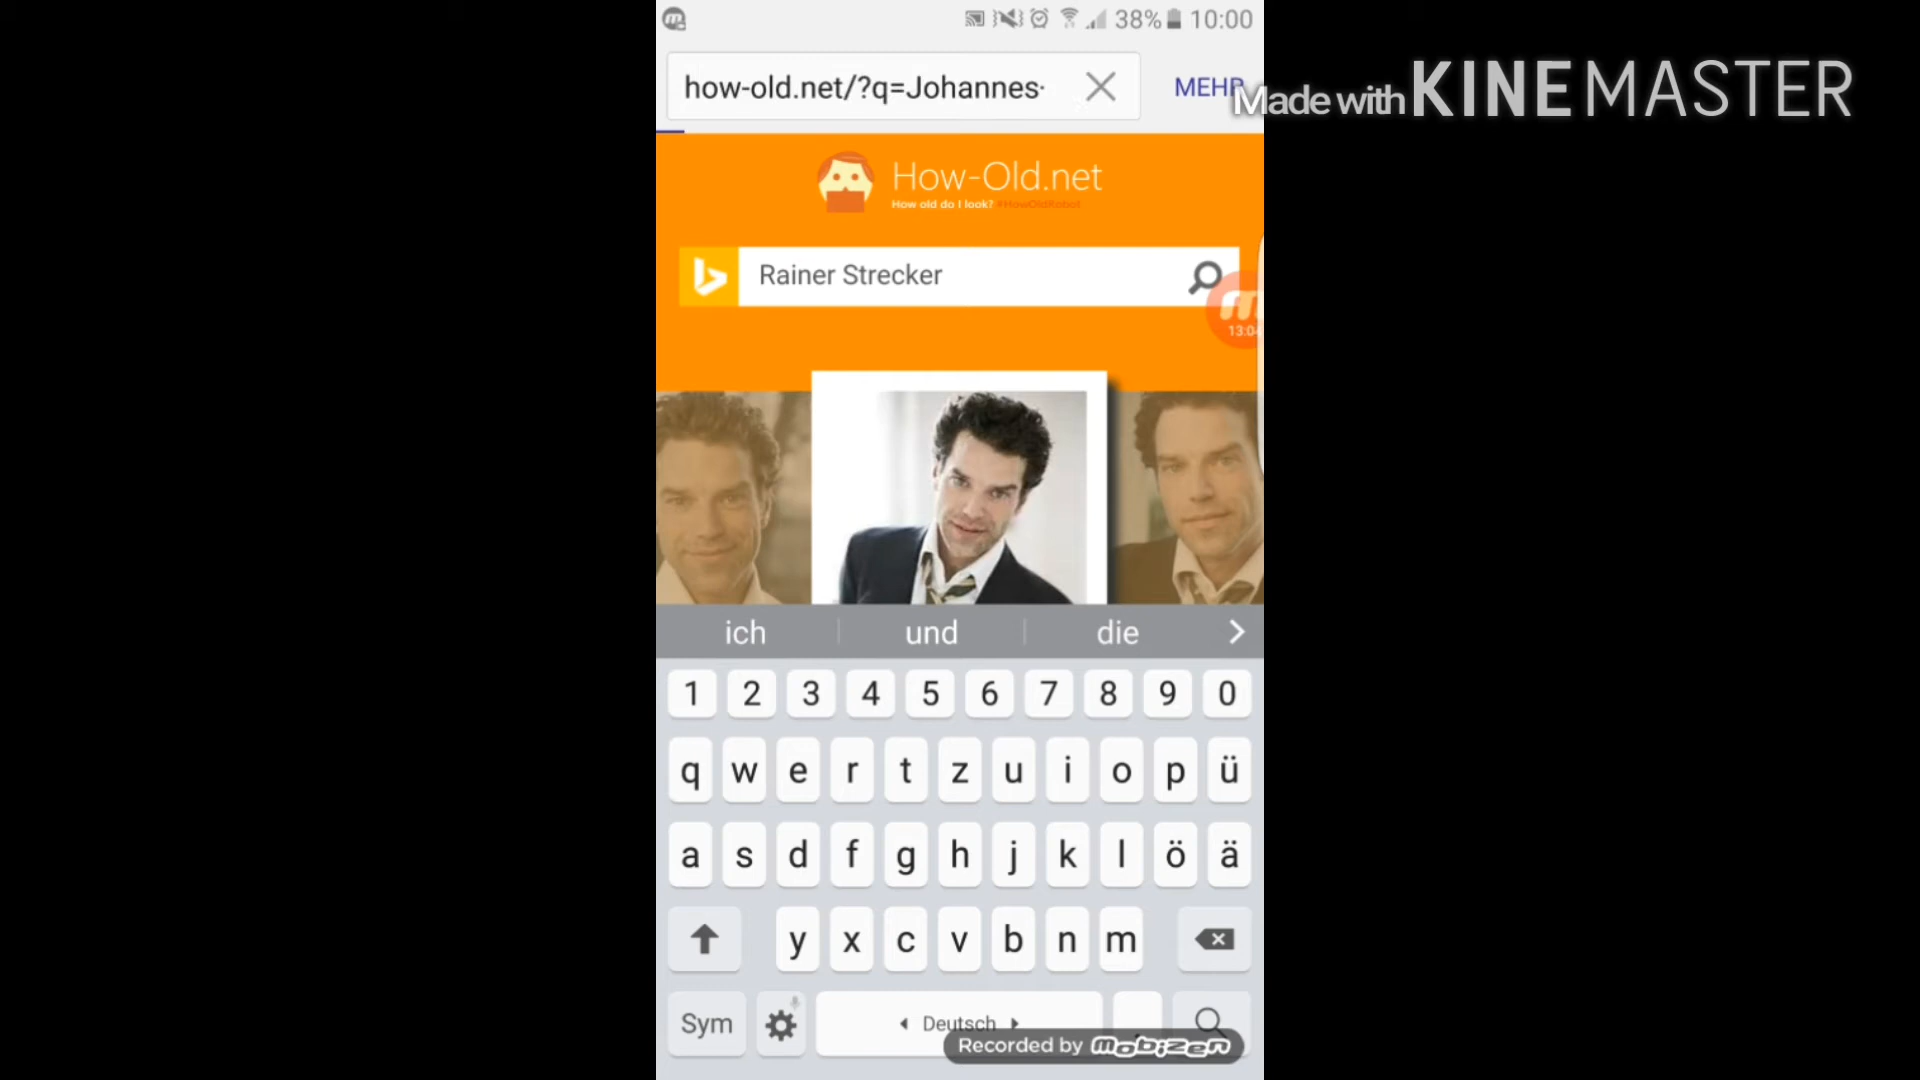 38% 10:00
how-old.net/?q=Johannes-
MEHR
Made with KINEMASTER
How-Old.net
How old do I look? #HowOldRobot
Rainer Strecker
13:04
ich und die
1 2 3 4 5 6 7 8 9 0
q w e r t z u i o p ü
a s d f g h j k l ö ä
y x c v b n m
Sym Deutsch
Recorded by mobizen